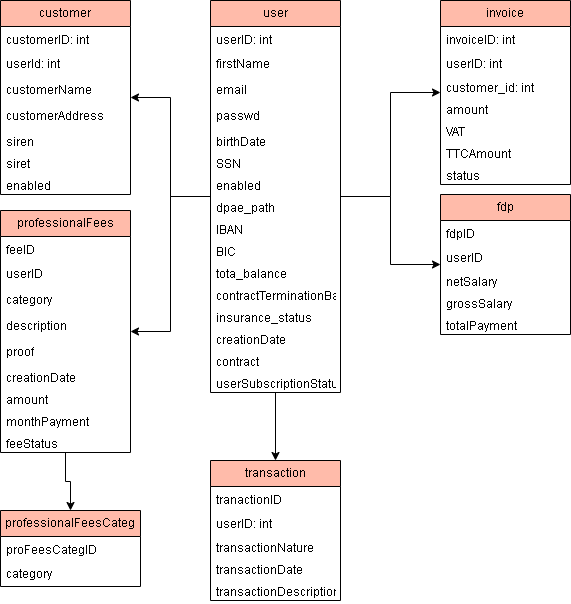 customer
customerID: int
userId: int
customerName
customerAddress
siren
siret
enabled
professionalFees
feeID
userID
category
description
proof
creationDate
amount
monthPayment
feeStatus
professionalFeesCateg
proFeesCategID
category
user
userID: int
firstName
email
passwd
birthDate
SSN
enabled
dpae_path
IBAN
BIC
tota_balance
contractTerminationBa
insurance_status
creationDate
contract
userSubscriptionStatu
transaction
tranactionID
userID: int
transactionNature
transactionDate
transactionDescription
invoice
invoiceID: int
userID: int
customer_id: int
amount
VAT
TTCAmount
status
fdp
fdpID
userID
netSalary
grossSalary
totalPayment